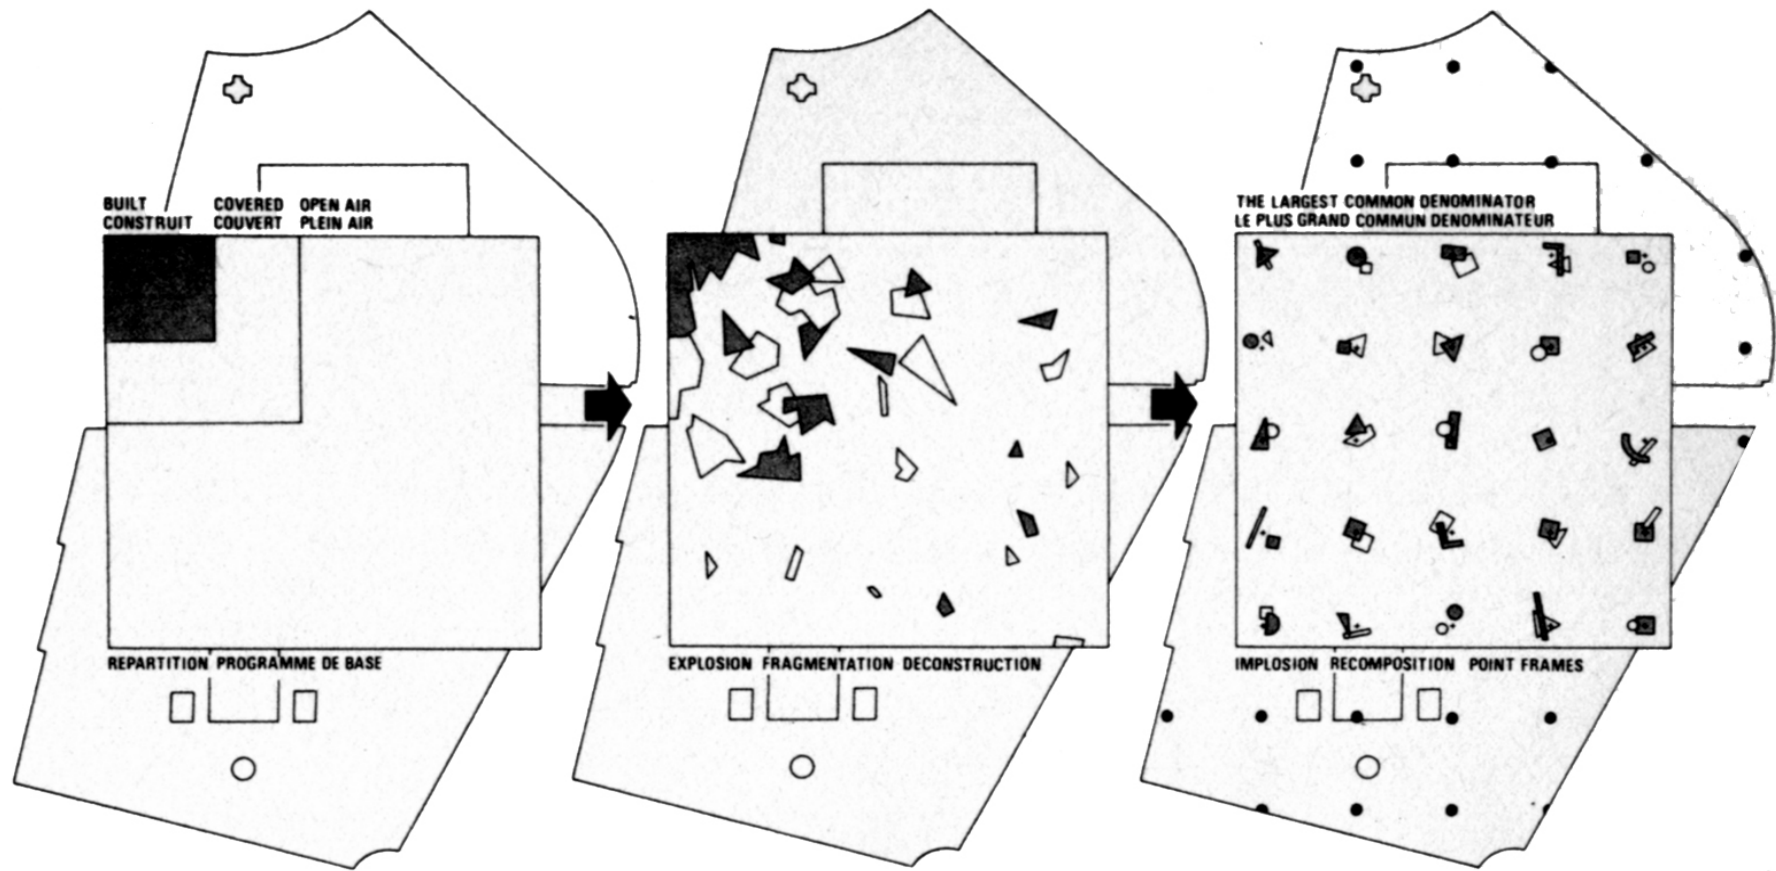 BUILT COVERED OPEN AIR
CONSTRUIT COUVERT PLEIN AIR
REPARTITION PROGRAMME DE BASE
EXPLOSION FRAGMENTATION DECONSTRUCTION
THE LARGEST COMMON DENOMINATOR
LE PLUS GRAND COMMUN DENOMINATEUR
IMPLOSION RECOMPOSITION POINT FRAMES